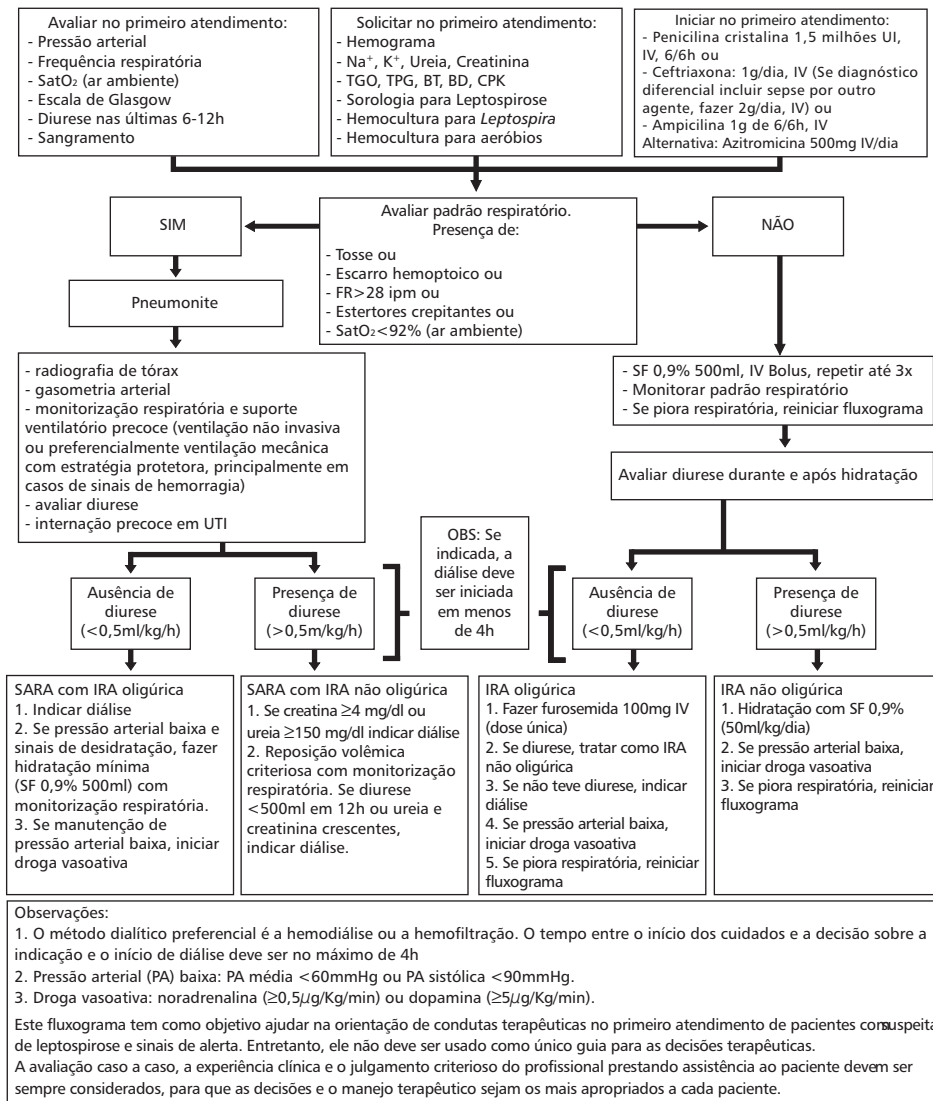 Avaliar no primeiro atendimento:
- Pressão arterial
- Frequência respiratória
- SatO₂ (ar ambiente)
- Escala de Glasgow
- Diurese nas últimas 6-12h
- Sangramento
Solicitar no primeiro atendimento:
- Hemograma
- Na⁺, K⁺, Ureia, Creatinina
- TGO, TPG, BT, BD, CPK
- Sorologia para Leptospirose
- Hemocultura para Leptospira
- Hemocultura para aeróbios
Iniciar no primeiro atendimento:
- Penicilina cristalina 1,5 milhões UI,
IV, 6/6h ou
- Ceftriaxona: 1g/dia, IV (Se diagnóstico
diferencial incluir sepse por outro
agente, fazer 2g/dia, IV) ou
- Ampicilina 1g de 6/6h, IV
Alternativa: Azitromicina 500mg IV/dia
SIM
Avaliar padrão respiratório.
Presença de:
- Tosse ou
- Escarro hemoptoico ou
- FR>28 ipm ou
- Estertores crepitantes ou
- SatO₂<92% (ar ambiente)
NÃO
Pneumonite
- radiografia de tórax
- gasometria arterial
- monitorização respiratória e suporte
ventilatório precoce (ventilação não invasiva
ou preferencialmente ventilação mecânica
com estratégia protetora, principalmente em
casos de sinais de hemorragia)
- avaliar diurese
- internação precoce em UTI
- SF 0,9% 500ml, IV Bolus, repetir até 3x
- Monitorar padrão respiratório
- Se piora respiratória, reiniciar fluxograma
Avaliar diurese durante e após hidratação
Ausência de
diurese
(<0,5ml/kg/h)
Presença de
diurese
(>0,5m/kg/h)
OBS: Se
indicada, a
diálise deve
ser iniciada
em menos
de 4h
Ausência de
diurese
(<0,5ml/kg/h)
Presença de
diurese
(>0,5ml/kg/h)
SARA com IRA oligúrica
1. Indicar diálise
2. Se pressão arterial baixa e
sinais de desidratação, fazer
hidratação mínima
(SF 0,9% 500ml) com
monitorização respiratória.
3. Se manutenção de
pressão arterial baixa, iniciar
droga vasoativa
SARA com IRA não oligúrica
1. Se creatina ≥4 mg/dl ou
ureia ≥150 mg/dl indicar diálise
2. Reposição volêmica
criteriosa com monitorização
respiratória. Se diurese
<500ml em 12h ou ureia e
creatinina crescentes,
indicar diálise.
IRA oligúrica
1. Fazer furosemida 100mg IV
(dose única)
2. Se diurese, tratar como IRA
não oligúrica
3. Se não teve diurese, indicar
diálise
4. Se pressão arterial baixa,
iniciar droga vasoativa
5. Se piora respiratória, reiniciar
fluxograma
IRA não oligúrica
1. Hidratação com SF 0,9%
(50ml/kg/dia)
2. Se pressão arterial baixa,
iniciar droga vasoativa
3. Se piora respiratória, reiniciar
fluxograma
Observações:
1. O método dialítico preferencial é a hemodiálise ou a hemofiltração. O tempo entre o início dos cuidados e a decisão sobre a
indicação e o início de diálise deve ser no máximo de 4h
2. Pressão arterial (PA) baixa: PA média <60mmHg ou PA sistólica <90mmHg.
3. Droga vasoativa: noradrenalina (≥0,5μg/Kg/min) ou dopamina (≥5μg/Kg/min).
Este fluxograma tem como objetivo ajudar na orientação de condutas terapêuticas no primeiro atendimento de pacientes com suspeita
de leptospirose e sinais de alerta. Entretanto, ele não deve ser usado como único guia para as decisões terapêuticas.
A avaliação caso a caso, a experiência clínica e o julgamento criterioso do profissional prestando assistência ao paciente devem ser
sempre considerados, para que as decisões e o manejo terapêutico sejam os mais apropriados a cada paciente.